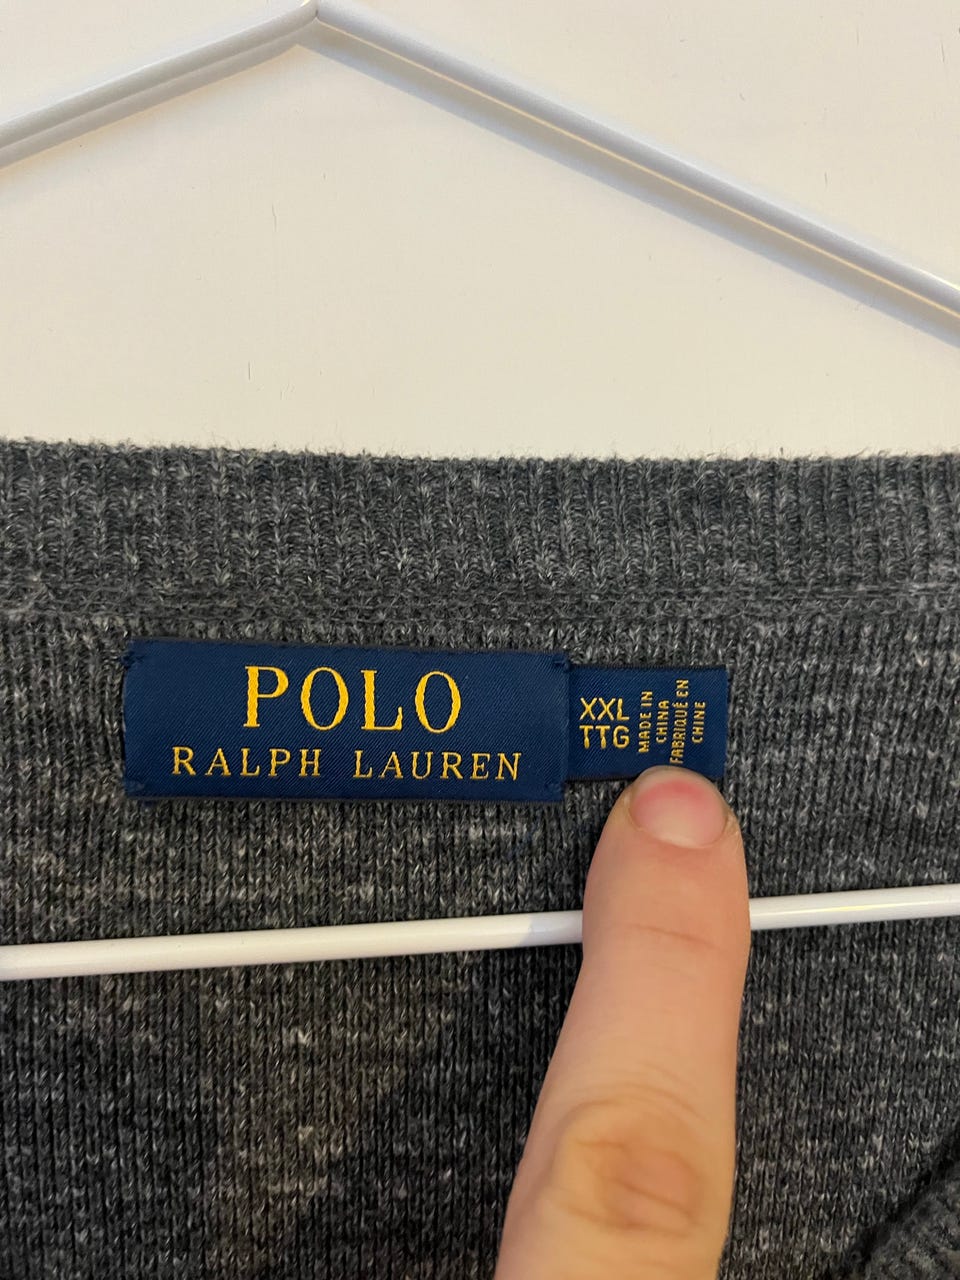 POLO
RALPH LAUREN
XXL
TTG
MADE IN
CHINA
FABRIQUÉ EN
CHINE